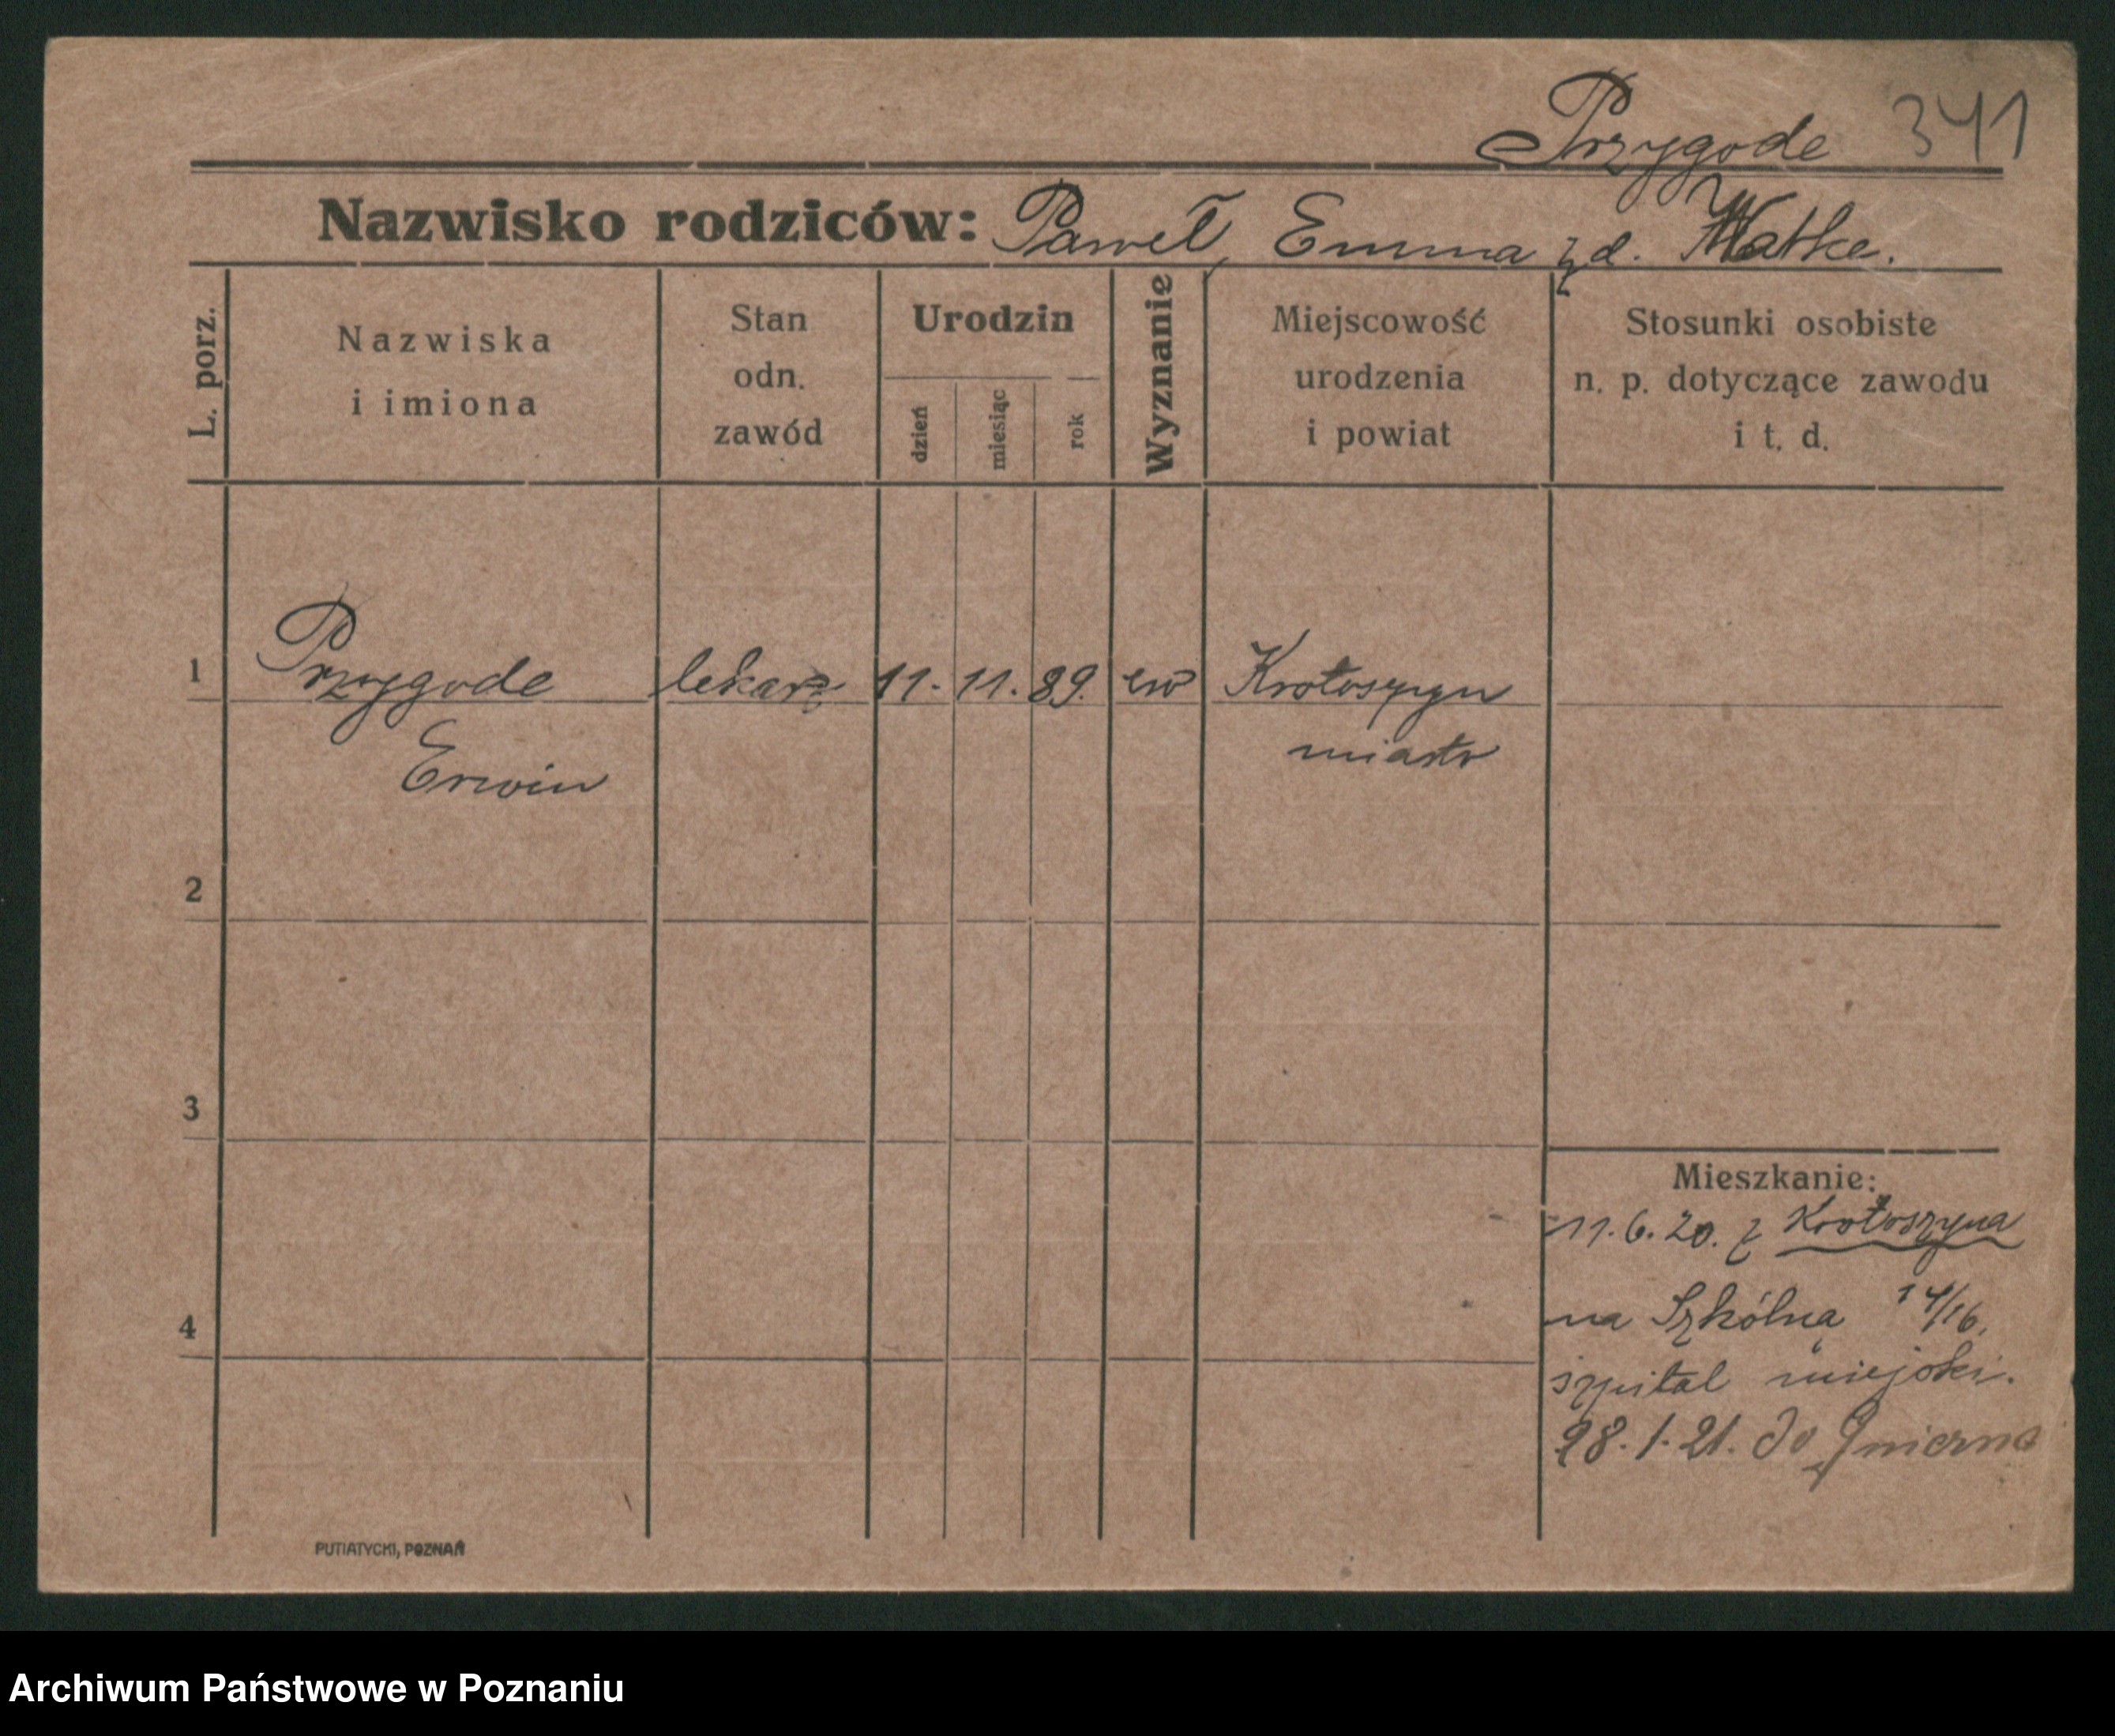 Przygode 341
Nazwisko rodziców: Paweł, Emma z d. Watke.
L. porz.
Nazwiska
i imiona
Stan
odn.
zawód
Urodzin
dzień
miesiąc
rok
Wyznanie
Miejscowość
urodzenia
i powiat
Stosunki osobiste
n. p. dotyczące zawodu
i t. d.
1 Przygode lekarz 11. 11. 89. ew Krotoszyn
Erwin miasto
2
3
Mieszkanie:
11.6.20. z Krotoszyna
4 na Szkólną 14/16.
szpital miejski.
28.1.21. do Gniezna
PUTIATYCKI, POZNAŃ
Archiwum Państwowe w Poznaniu